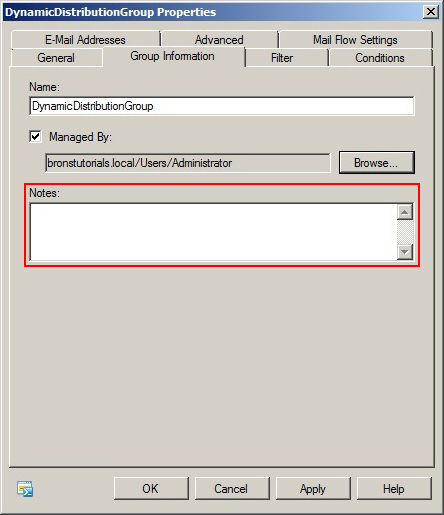 DynamicDistributionGroup Properties
E-Mail Addresses Advanced Mail Flow Settings
General Group Information Filter Conditions
Name:
DynamicDistributionGroup
Managed By:
bronstutorials.local/Users/Administrator Browse...
Notes:
OK Cancel Apply Help